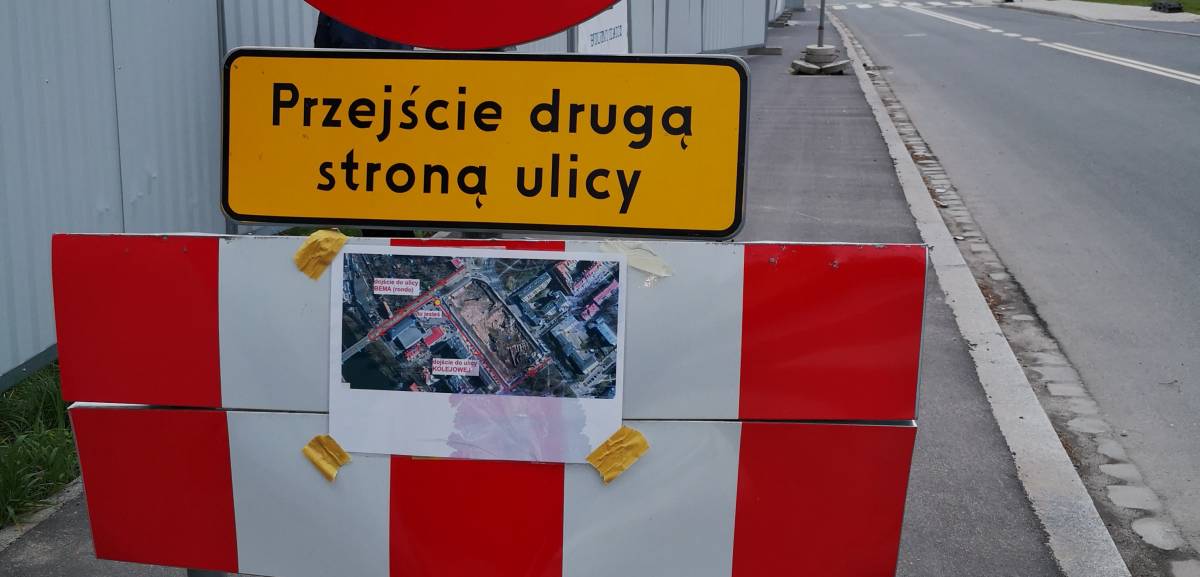 Przejście drugą
stroną ulicy
dojście do ulicy
BEMA (rondo)
tu jesteś
dojście do ulicy
KOLEJOWEJ